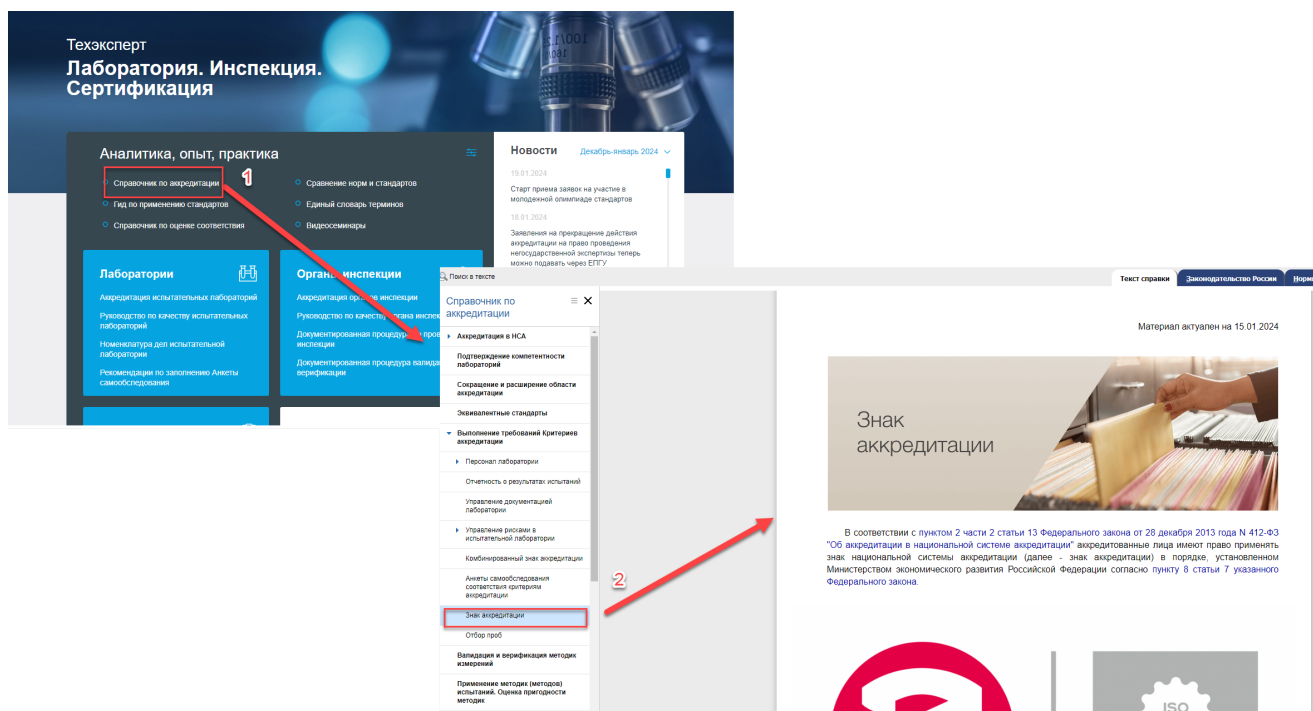 Техэксперт
Лаборатория. Инспекция.
Сертификация
Аналитика, опыт, практика
Справочник по аккредитации
1
Гид по применению стандартов
Справочник по оценке соответствия
Сравнение норм и стандартов
Единый словарь терминов
Видеосеминары
Новости
Декабрь-январь 2024
19.01.2024
Старт приема заявок на участие в
молодежной олимпиаде стандартов
18.01.2024
Заявления на прекращение действия
аккредитации на право проведения
негосударственной экспертизы теперь
можно подавать через ЕПГУ
Лаборатории
Аккредитация испытательных лабораторий
Руководство по качеству испытательных
лабораторий
Номенклатура дел испытательной
лаборатории
Рекомендации по заполнению Анкеты
самообследования
Органы инспекции
Аккредитация органов инспекции
Руководство по качеству органа
Документированная процедура
инспекции
Документированная процедура
верификации
Поиск в тексте
Текст справки
Законодательство России
Справочник по
аккредитации
Аккредитация в НСА
Подтверждение компетентности
лабораторий
Сокращение и расширение области
аккредитации
Эквивалентные стандарты
Выполнение требований Критериев
аккредитации
Персонал лаборатории
Отчетность о результатах испытаний
Управление документацией
лаборатории
Управление рисками в
испытательной лаборатории
Комбинированный знак аккредитации
Анкеты самообследования
соответствия критериям
аккредитации
Знак аккредитации
Отбор проб
Валидация и верификация методик
измерений
Применение методик (методов)
испытаний. Оценка пригодности
методик
2
Материал актуален на 15.01.2024
Знак
аккредитации
В соответствии с пунктом 2 части 2 статьи 13 Федерального закона от 28 декабря 2013 года N 412-ФЗ
"Об аккредитации в национальной системе аккредитации" аккредитованные лица имеют право применять
знак национальной системы аккредитации (далее - знак аккредитации) в порядке, установленном
Министерством экономического развития Российской Федерации согласно пункту 8 статьи 7 указанного
Федерального закона.
ISO